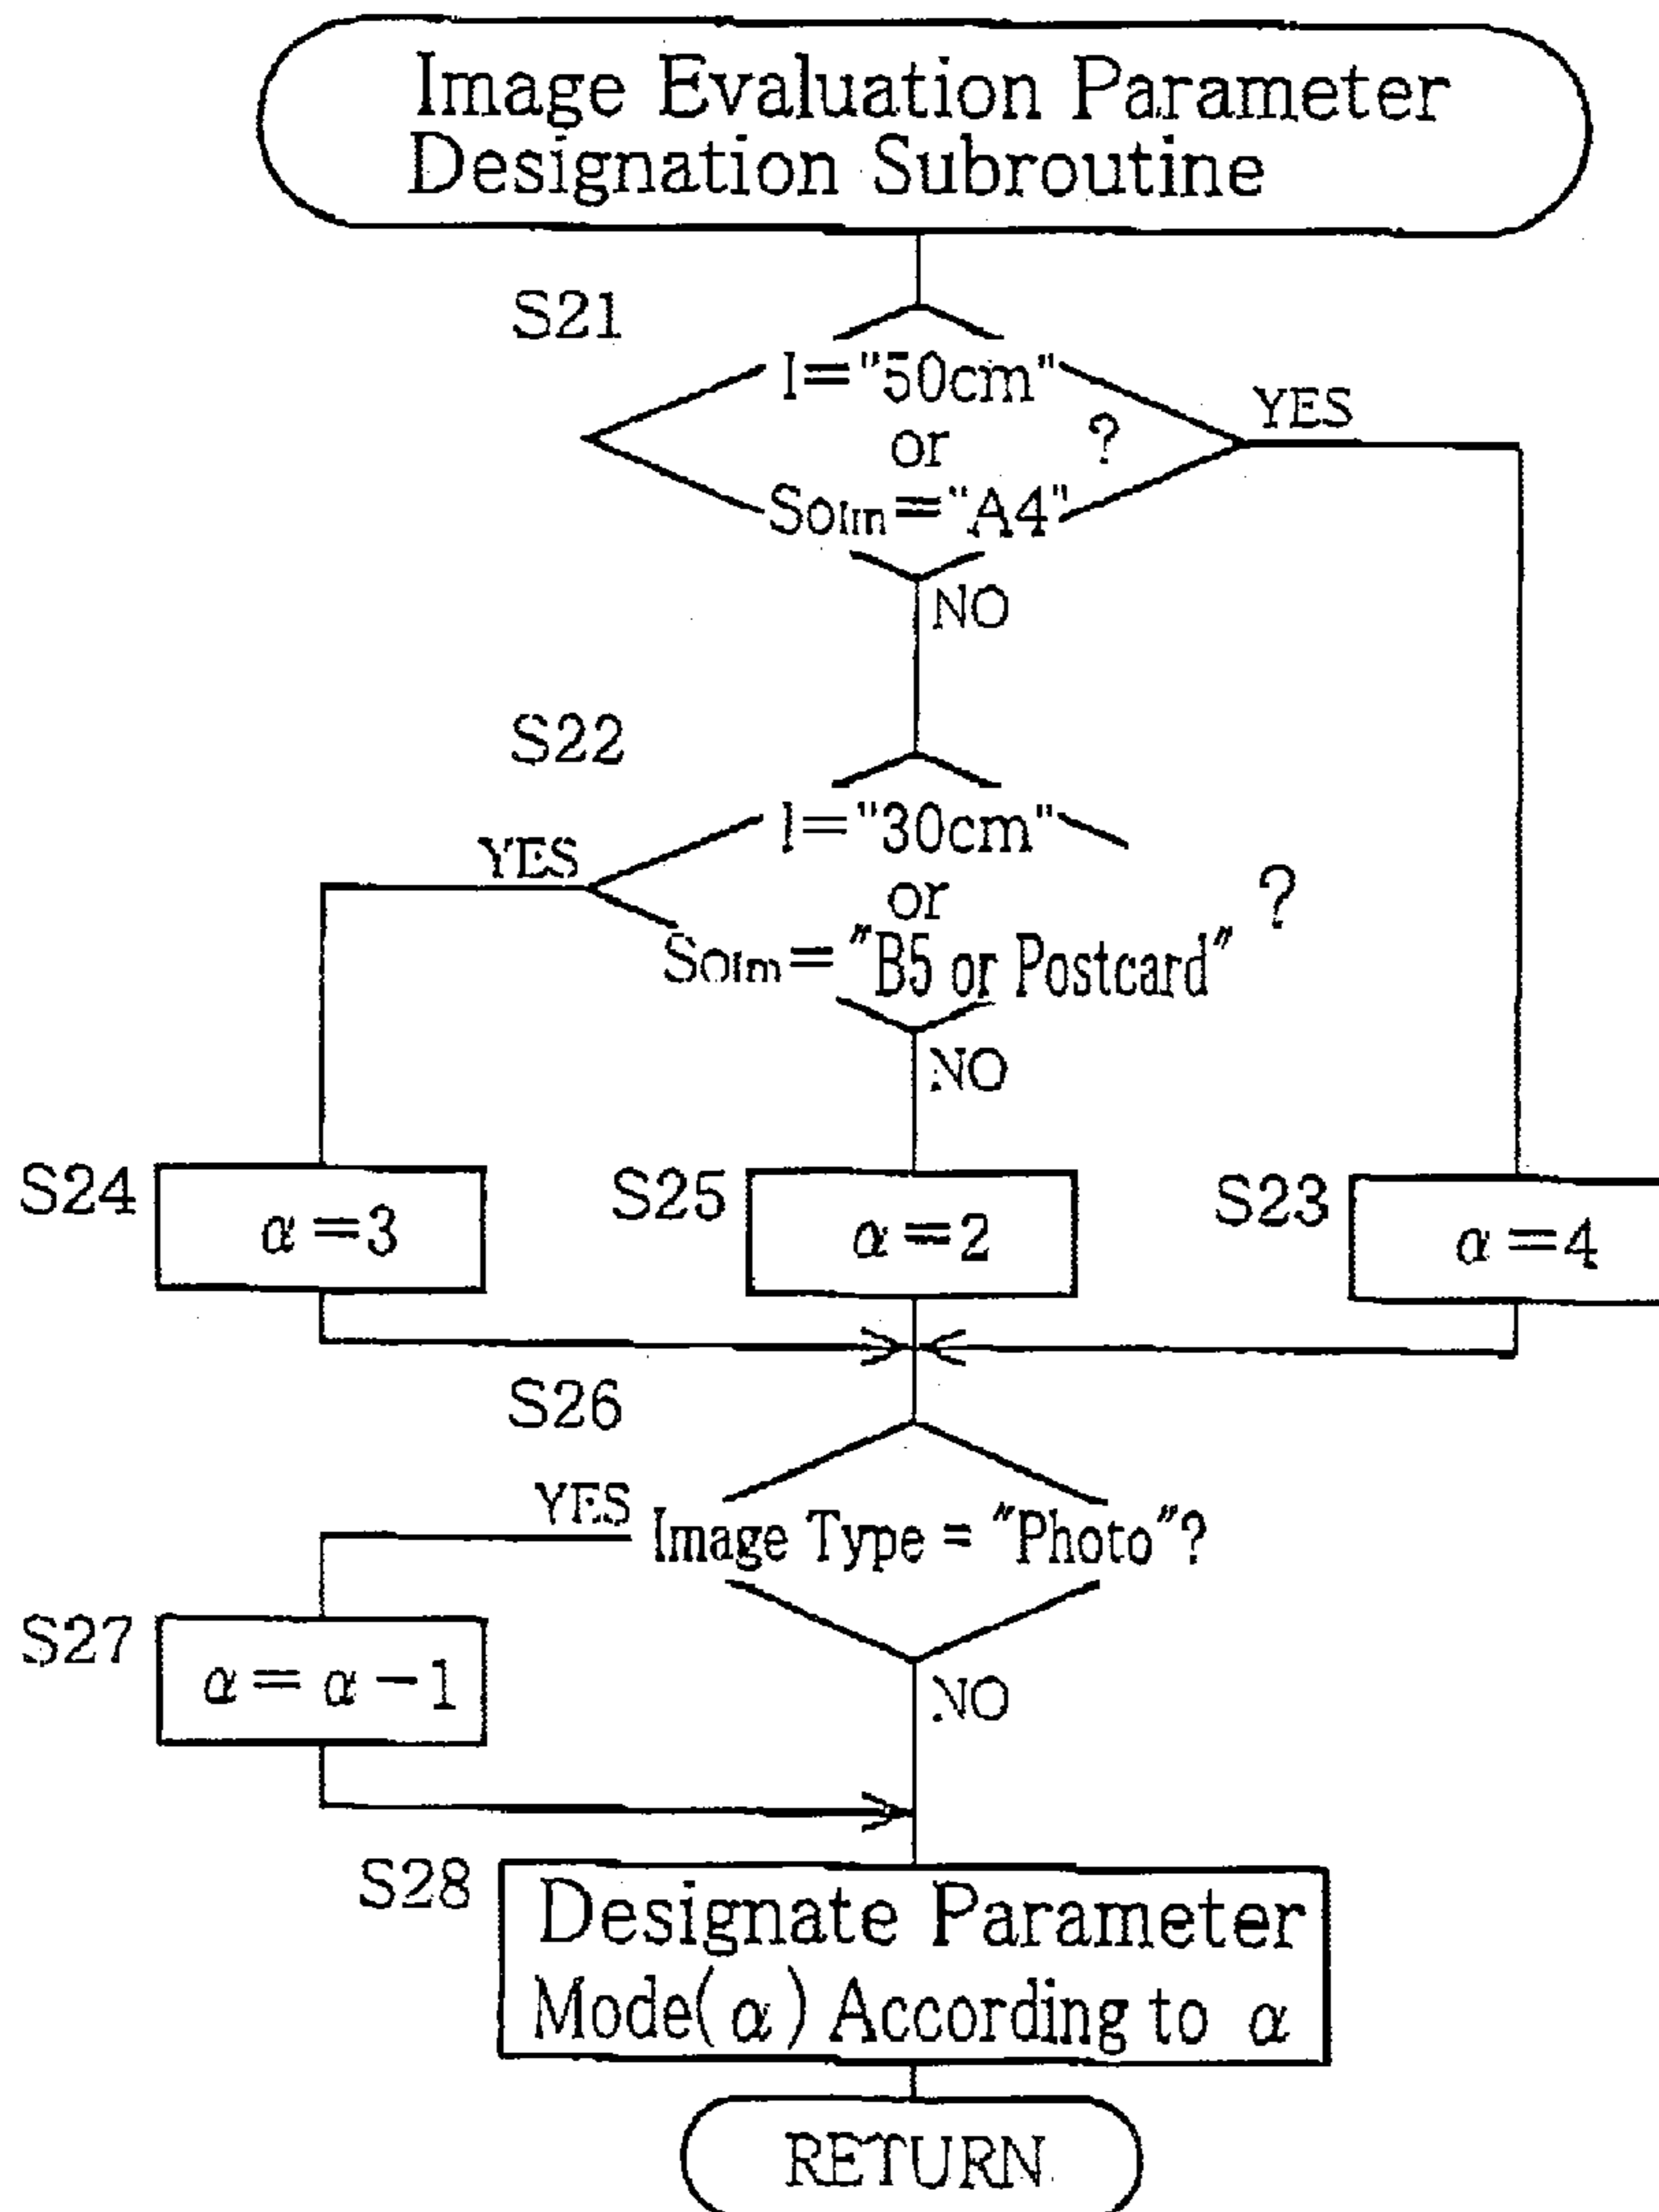 Image Evaluation Parameter
Designation Subroutine
S21
I="50cm"
or ?
YES
Soim="A4"
NO
S22
I="30cm"
YES
or ?
Soim="B5 or Postcard"
NO
S24
α=3
S25
α=2
S23
α=4
S26
YES
Image Type = "Photo"?
S27
α=α-1
NO
S28
Designate Parameter
Mode(α) According to α
RETURN